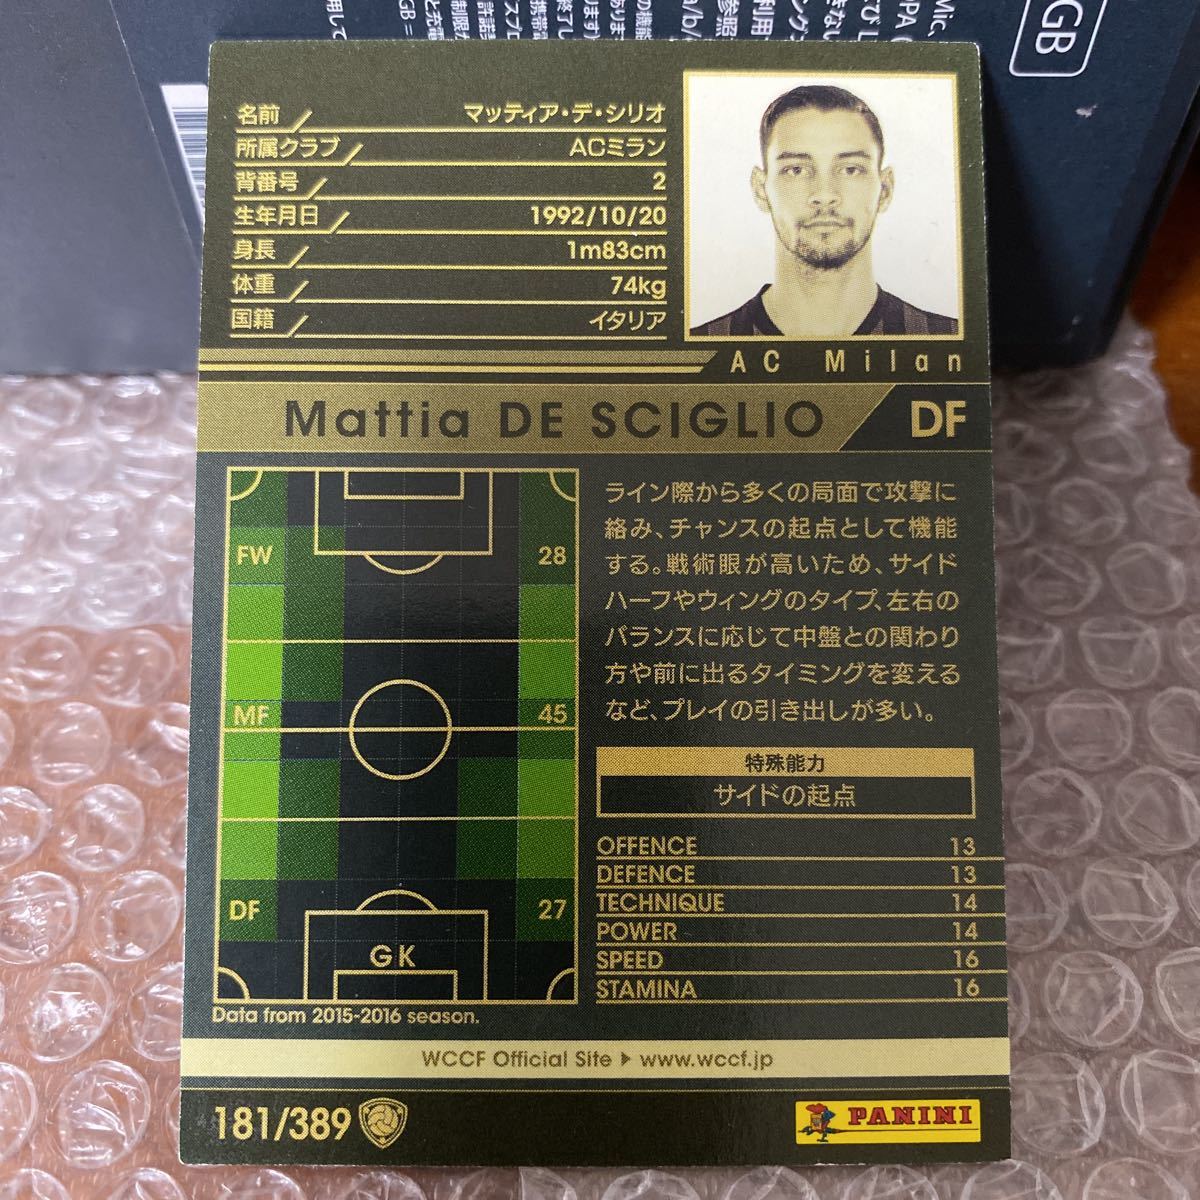 名前 マッティア・デ・シリオ
所属クラブ ACミラン
背番号 2
生年月日 1992/10/20
身長 1m83cm
体重 74kg
国籍 イタリア
AC Milan
Mattia DE SCIGLIO DF
FW 28
MF 45
DF 27
GK
Data from 2015-2016 season.
ライン際から多くの局面で攻撃に
絡み、チャンスの起点として機能
する。戦術眼が高いため、サイド
ハーフやウィングのタイプ、左右の
バランスに応じて中盤との関わり
方や前に出るタイミングを変える
など、プレイの引き出しが多い。
特殊能力
サイドの起点
OFFENCE 13
DEFENCE 13
TECHNIQUE 14
POWER 14
SPEED 16
STAMINA 16
WCCF Official Site ▶ www.wccf.jp
181/389
PANINI
GB